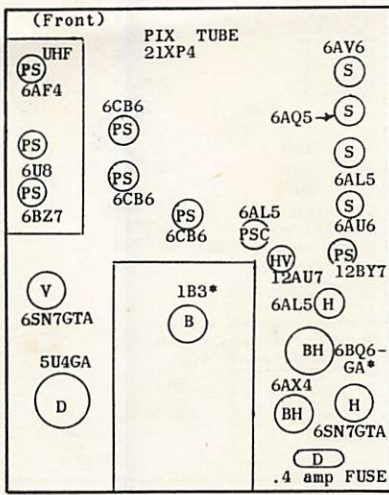 (Front)
PIX TUBE
21XP4
UHF
PS
6AF4
6AV6
S
6CB6
PS
6AQ5
S
PS
6U8
S
6AL5
PS
6BZ7
PS
6CB6
S
6AU6
PS
6CB6
6AL5
PSC
HV
12AU7
PS
12BY7
V
6SN7GTA
1B3*
B
6AL5
H
5U4GA
D
BH
6BQ6-
GA*
6AX4
BH
H
6SN7GTA
D
.4 amp FUSE